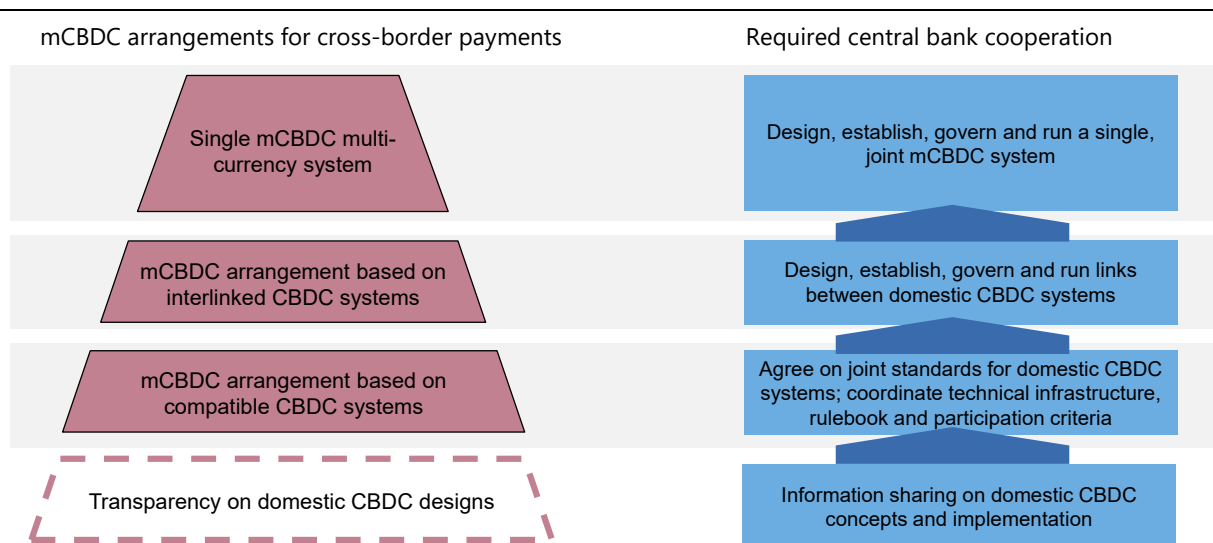 mCBDC arrangements for cross-border payments
Required central bank cooperation
Single mCBDC multi-
currency system
Design, establish, govern and run a single,
joint mCBDC system
mCBDC arrangement based on
interlinked CBDC systems
Design, establish, govern and run links
between domestic CBDC systems
mCBDC arrangement based on
compatible CBDC systems
Agree on joint standards for domestic CBDC
systems; coordinate technical infrastructure,
rulebook and participation criteria
Transparency on domestic CBDC designs
Information sharing on domestic CBDC
concepts and implementation